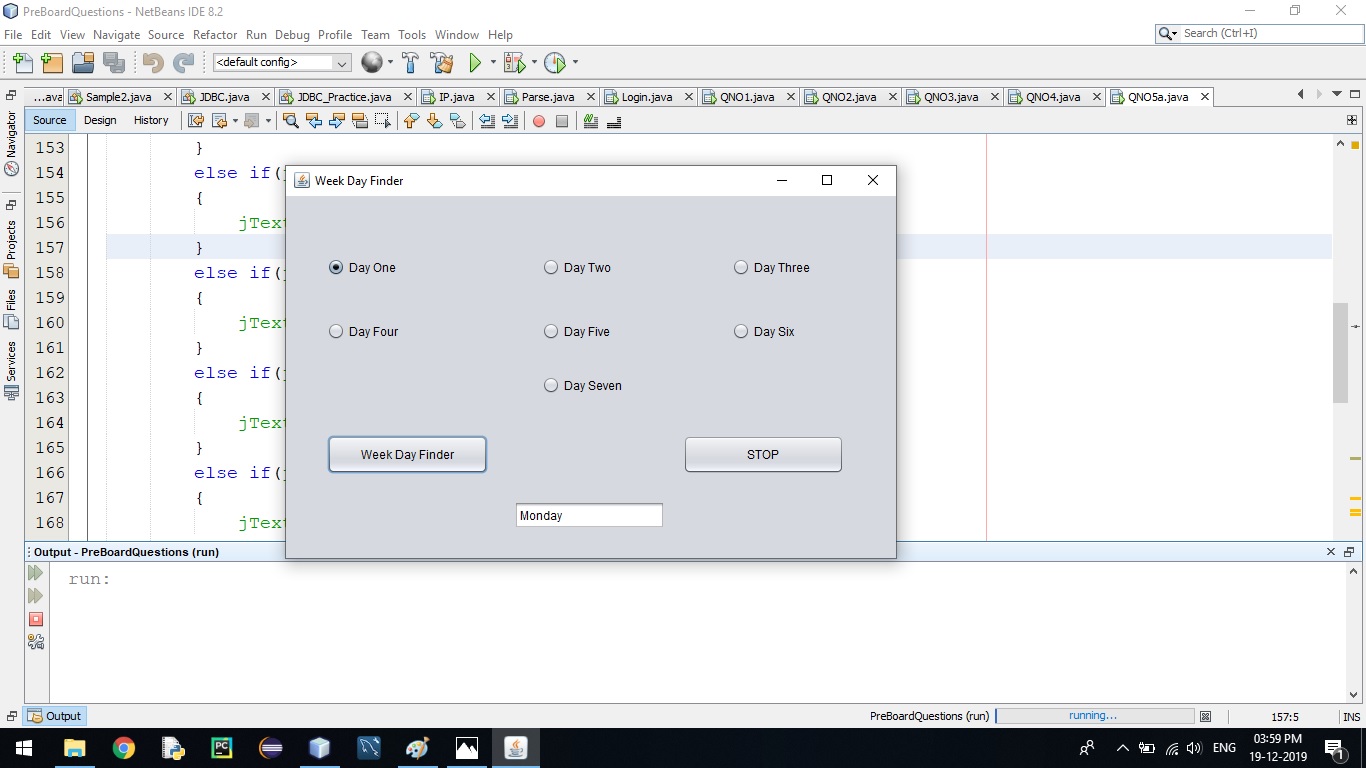 PreBoardQuestions - NetBeans IDE 8.2
File Edit View Navigate Source Refactor Run Debug Profile Team Tools Window Help
Search (Ctrl+I)
<default config>
...ava Sample2.java JDBC.java JDBC_Practice.java IP.java Parse.java Login.java QNO1.java QNO2.java QNO3.java QNO4.java QNO5a.java
Source Design History
Navigator
Projects
Files
Services
153 }
154 else if(
155 {
156 jText
157 }
158 else if(
159 {
160 jText
161 }
162 else if(
163 {
164 jText
165 }
166 else if(
167 {
168 jText
Week Day Finder
Day One Day Two Day Three
Day Four Day Five Day Six
Day Seven
Week Day Finder STOP
Monday
Output - PreBoardQuestions (run)
run:
Output
PreBoardQuestions (run) running... 157:5 INS
PC
ENG
03:59 PM
19-12-2019
1